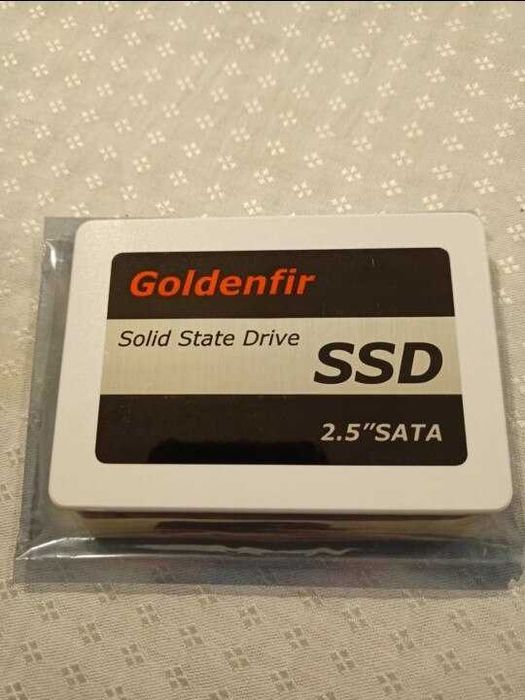 Goldenfir
Solid State Drive
SSD
2.5"SATA